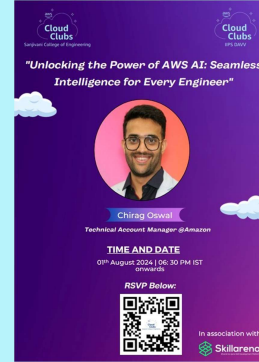 Cloud
Clubs
Sanjivani College of Engineering
Cloud
Clubs
IIPS DAVV
"Unlocking the Power of AWS AI: Seamless
Intelligence for Every Engineer"
Chirag Oswal
Technical Account Manager @Amazon
TIME AND DATE
01ˢᵗ August 2024 | 06: 30 PM IST
onwards
RSVP Below:
In association with
Skillarena